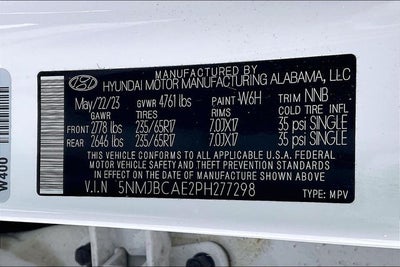 MANUFACTURED BY
HYUNDAI MOTOR MANUFACTURING ALABAMA, LLC
May/22/23 GVWR 4761 lbs PAINT W6H TRIM NNB
GAWR TIRES RIMS COLD TIRE INFL
FRONT 2778 lbs 235/65R17 7.0JX17 35 psi SINGLE
REAR 2646 lbs 235/65R17 7.0JX17 35 psi SINGLE
THIS VEHICLE CONFORMS TO ALL APPLICABLE U.S.A FEDERAL
MOTOR VEHICLE SAFETY AND THEFT PREVENTION STANDARDS
IN EFFECT ON THE DATE OF MANUFACTURE SHOWN ABOVE.
V.I.N 5NMJBCAE2PH277298 TYPE: MPV
W400